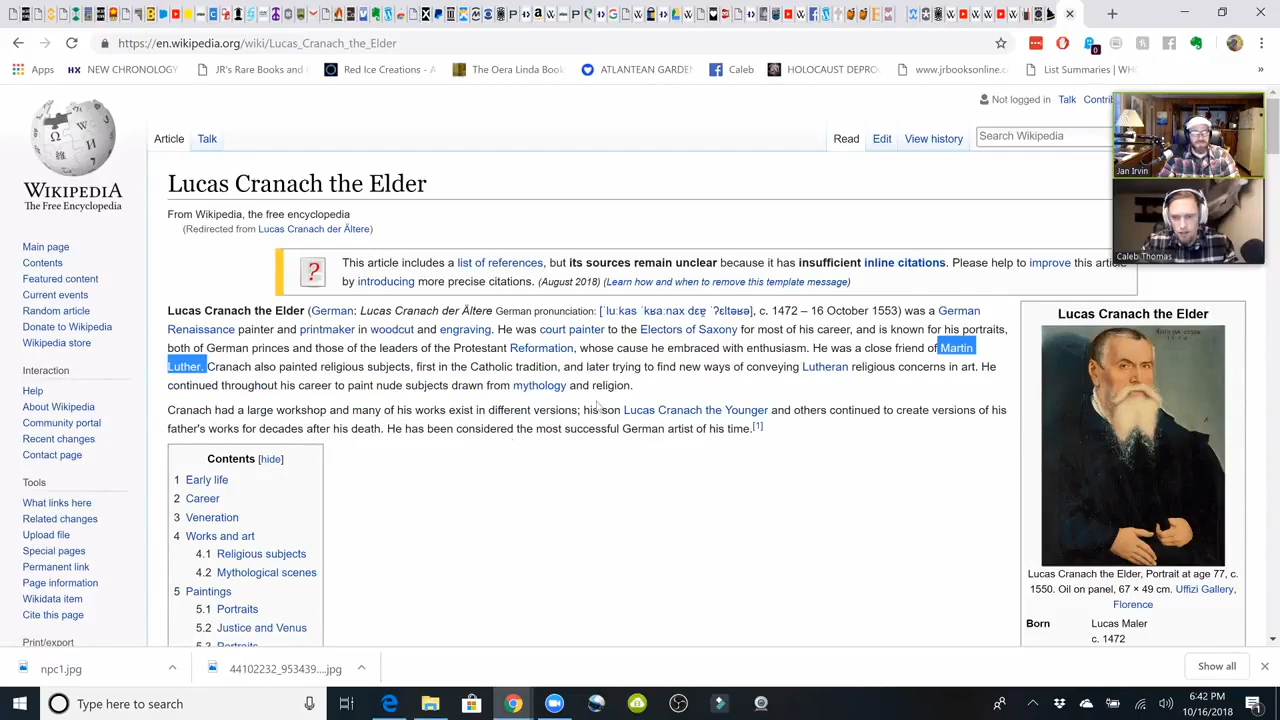 https://en.wikipedia.org/wiki/Lucas_Cranach_the_Elder
0
Apps
NEW CHRONOLOGY
JR's Rare Books and
Red Ice Creations - A
The Oera Linda Book
ATLANTEAN GARDE
Caleb
HOLOCAUST DEPRO
www.jrbooksonline.c
List Summaries | WH
»
Not logged in Talk Contrib
Article Talk
Read Edit View history
Search Wikipedia
Jan Irvin
Caleb Thomas
WIKIPEDIA
The Free Encyclopedia
Main page
Contents
Featured content
Current events
Random article
Donate to Wikipedia
Wikipedia store
Interaction
Help
About Wikipedia
Community portal
Recent changes
Contact page
Tools
What links here
Related changes
Upload file
Special pages
Permanent link
Page information
Wikidata item
Cite this page
Print/export
Lucas Cranach the Elder
From Wikipedia, the free encyclopedia
(Redirected from Lucas Cranach der Ältere)
?
This article includes a list of references, but its sources remain unclear because it has insufficient inline citations. Please help to improve this article
by introducing more precise citations. (August 2018) (Learn how and when to remove this template message)
Lucas Cranach the Elder (German: Lucas Cranach der Ältere German pronunciation: [ˈluːkas ˈkʁaːnax deːɐ̯ ˈʔɛltəʁə], c. 1472 – 16 October 1553) was a German
Renaissance painter and printmaker in woodcut and engraving. He was court painter to the Electors of Saxony for most of his career, and is known for his portraits,
both of German princes and those of the leaders of the Protestant Reformation, whose cause he embraced with enthusiasm. He was a close friend of Martin
Luther. Cranach also painted religious subjects, first in the Catholic tradition, and later trying to find new ways of conveying Lutheran religious concerns in art. He
continued throughout his career to paint nude subjects drawn from mythology and religion.
Cranach had a large workshop and many of his works exist in different versions; his son Lucas Cranach the Younger and others continued to create versions of his
father's works for decades after his death. He has been considered the most successful German artist of his time.[1]
Contents [hide]
1 Early life
2 Career
3 Veneration
4 Works and art
4.1 Religious subjects
4.2 Mythological scenes
5 Paintings
5.1 Portraits
5.2 Justice and Venus
5.3 Portraits
Lucas Cranach the Elder
Lucas Cranach the Elder, Portrait at age 77, c.
1550. Oil on panel, 67 × 49 cm. Uffizi Gallery,
Florence
Born Lucas Maler
c. 1472
npc1.jpg
44102232_953439....jpg
Show all
Type here to search
6:42 PM
10/16/2018
1